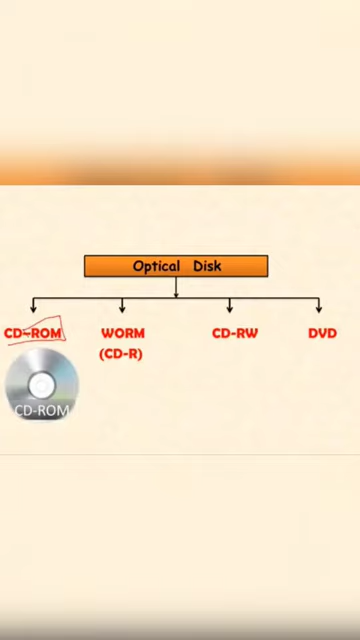 Optical Disk
CD-ROM
WORM
(CD-R)
CD-RW
DVD
CD-ROM